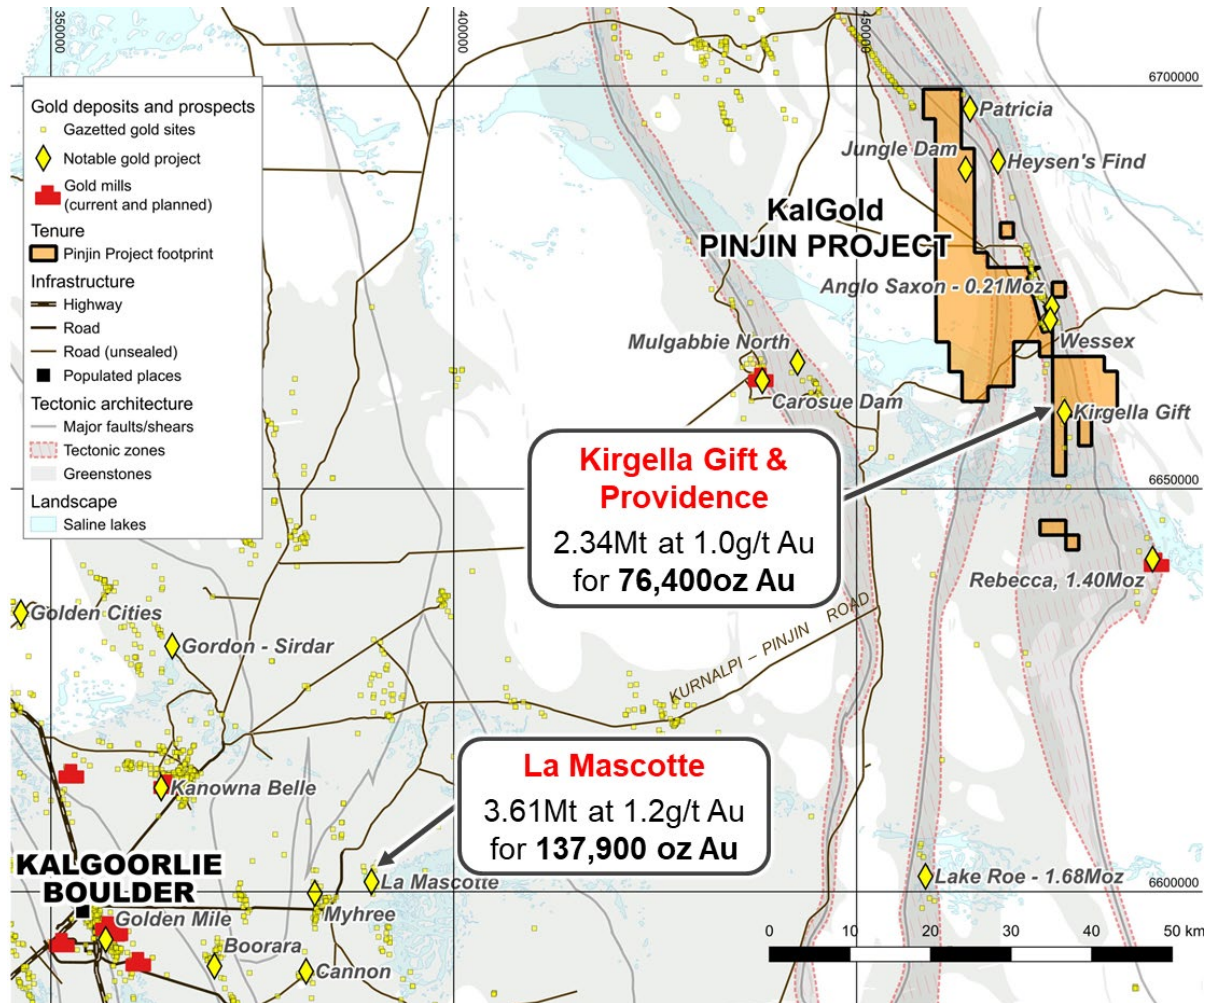 350000
400000
450000
6700000
Gold deposits and prospects
Gazetted gold sites
Notable gold project
Gold mills
(current and planned)
Tenure
Pinjin Project footprint
Infrastructure
Highway
Road
Road (unsealed)
Populated places
Tectonic architecture
Major faults/shears
Tectonic zones
Greenstones
Landscape
Saline lakes
Patricia
Jungle Dam
Heysen's Find
KalGold
PINJIN PROJECT
Anglo Saxon - 0.21Moz
Wessex
Mulgabbie North
Carosue Dam
Kirgella Gift
Kirgella Gift &
Providence
2.34Mt at 1.0g/t Au
for 76,400oz Au
6650000
Rebecca, 1.40Moz
KURNALPI – PINJIN ROAD
Golden Cities
Gordon - Sirdar
Kanowna Belle
La Mascotte
3.61Mt at 1.2g/t Au
for 137,900 oz Au
KALGOORLIE
BOULDER
La Mascotte
Lake Roe - 1.68Moz
6600000
Golden Mile
Myhree
Boorara
Cannon
0 10 20 30 40 50 km